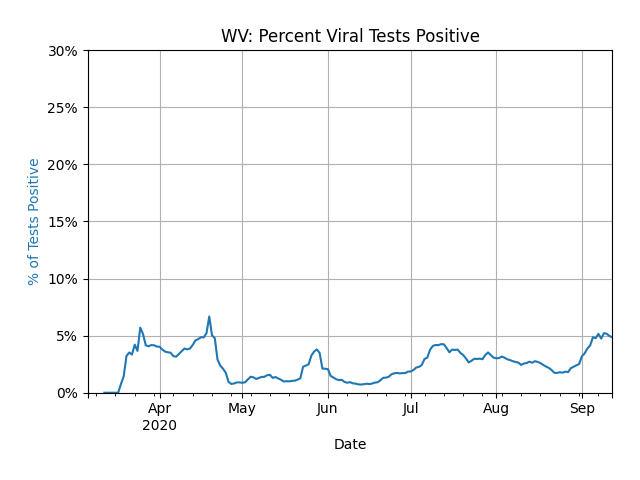 WV: Percent Viral Tests Positive
30%
25%
20%
15%
10%
5%
0%
% of Tests Positive
Apr May Jun Jul Aug Sep
2020
Date